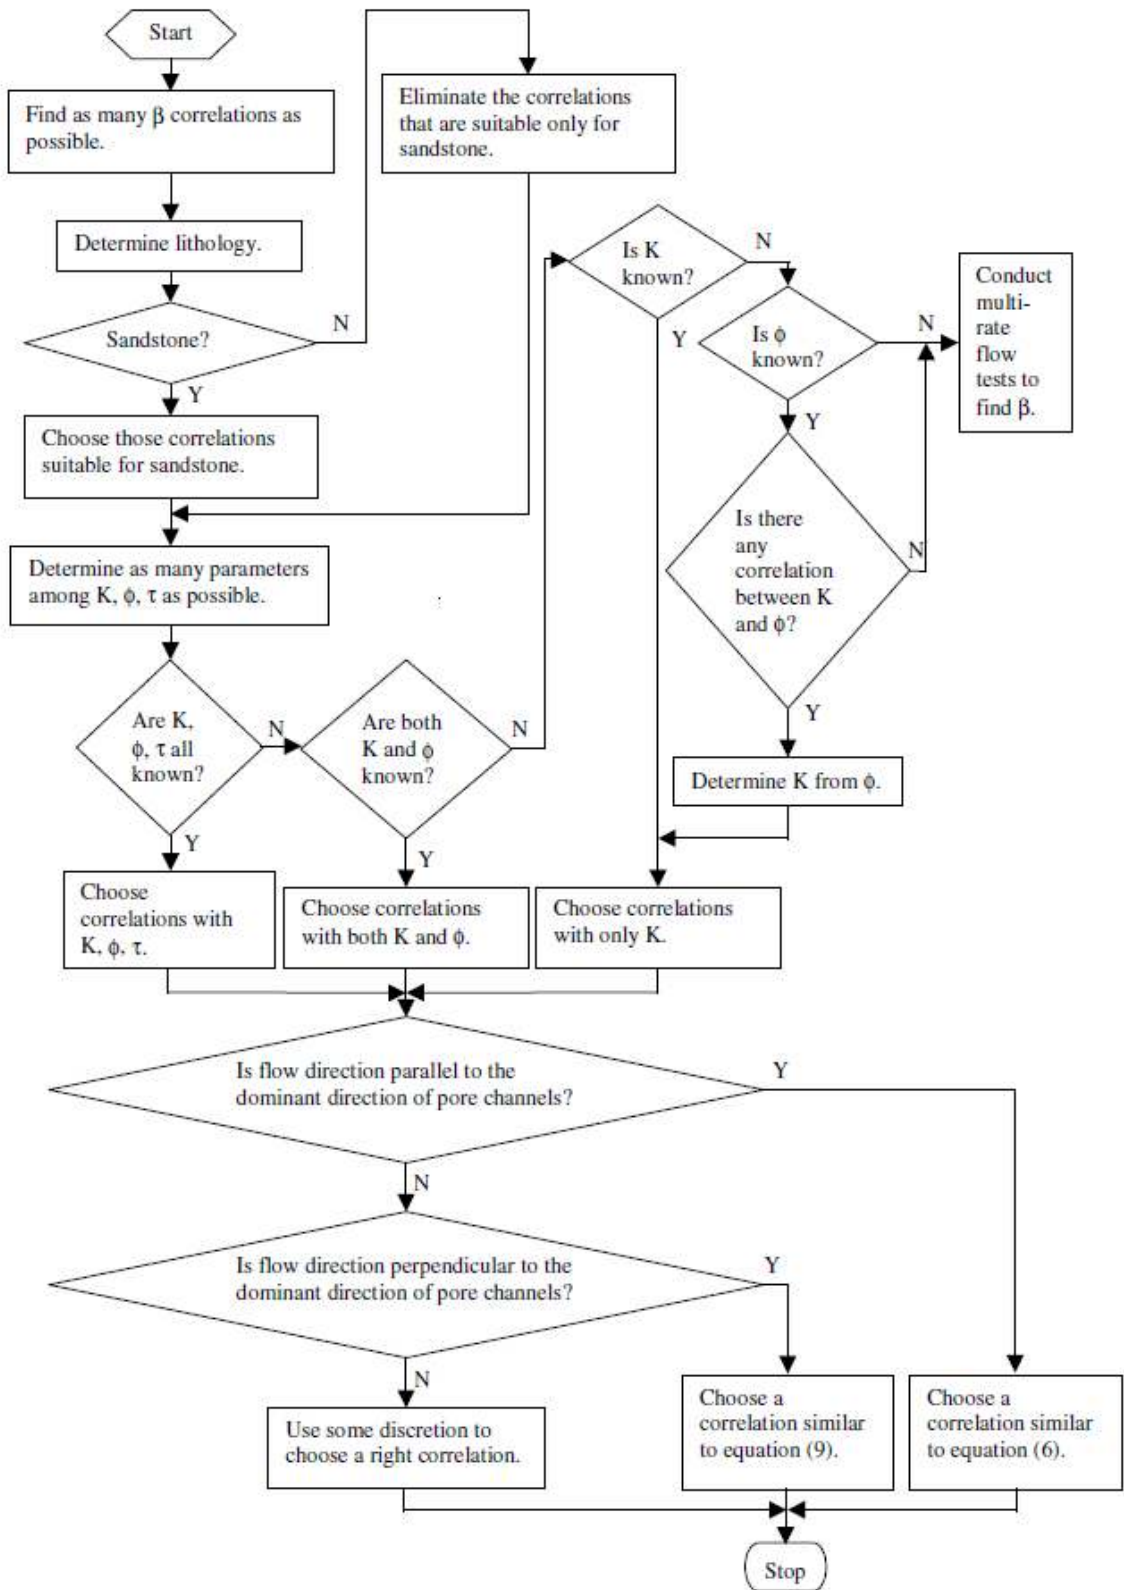 Start
Find as many β correlations as
possible.
Determine lithology.
Sandstone?
N
Y
Eliminate the correlations
that are suitable only for
sandstone.
Choose those correlations
suitable for sandstone.
Determine as many parameters
among K, ϕ, τ as possible.
Are K,
ϕ, τ all
known?
N
Y
Are both
K and ϕ
known?
N
Y
Is K
known?
N
Y
Is ϕ
known?
N
Y
Conduct
multi-
rate
flow
tests to
find β.
Is there
any
correlation
between K
and ϕ?
N
Y
Determine K from ϕ.
Choose
correlations with
K, ϕ, τ.
Choose correlations
with both K and ϕ.
Choose correlations
with only K.
Is flow direction parallel to the
dominant direction of pore channels?
Y
N
Is flow direction perpendicular to the
dominant direction of pore channels?
Y
N
Use some discretion to
choose a right correlation.
Choose a
correlation similar
to equation (9).
Choose a
correlation similar
to equation (6).
Stop